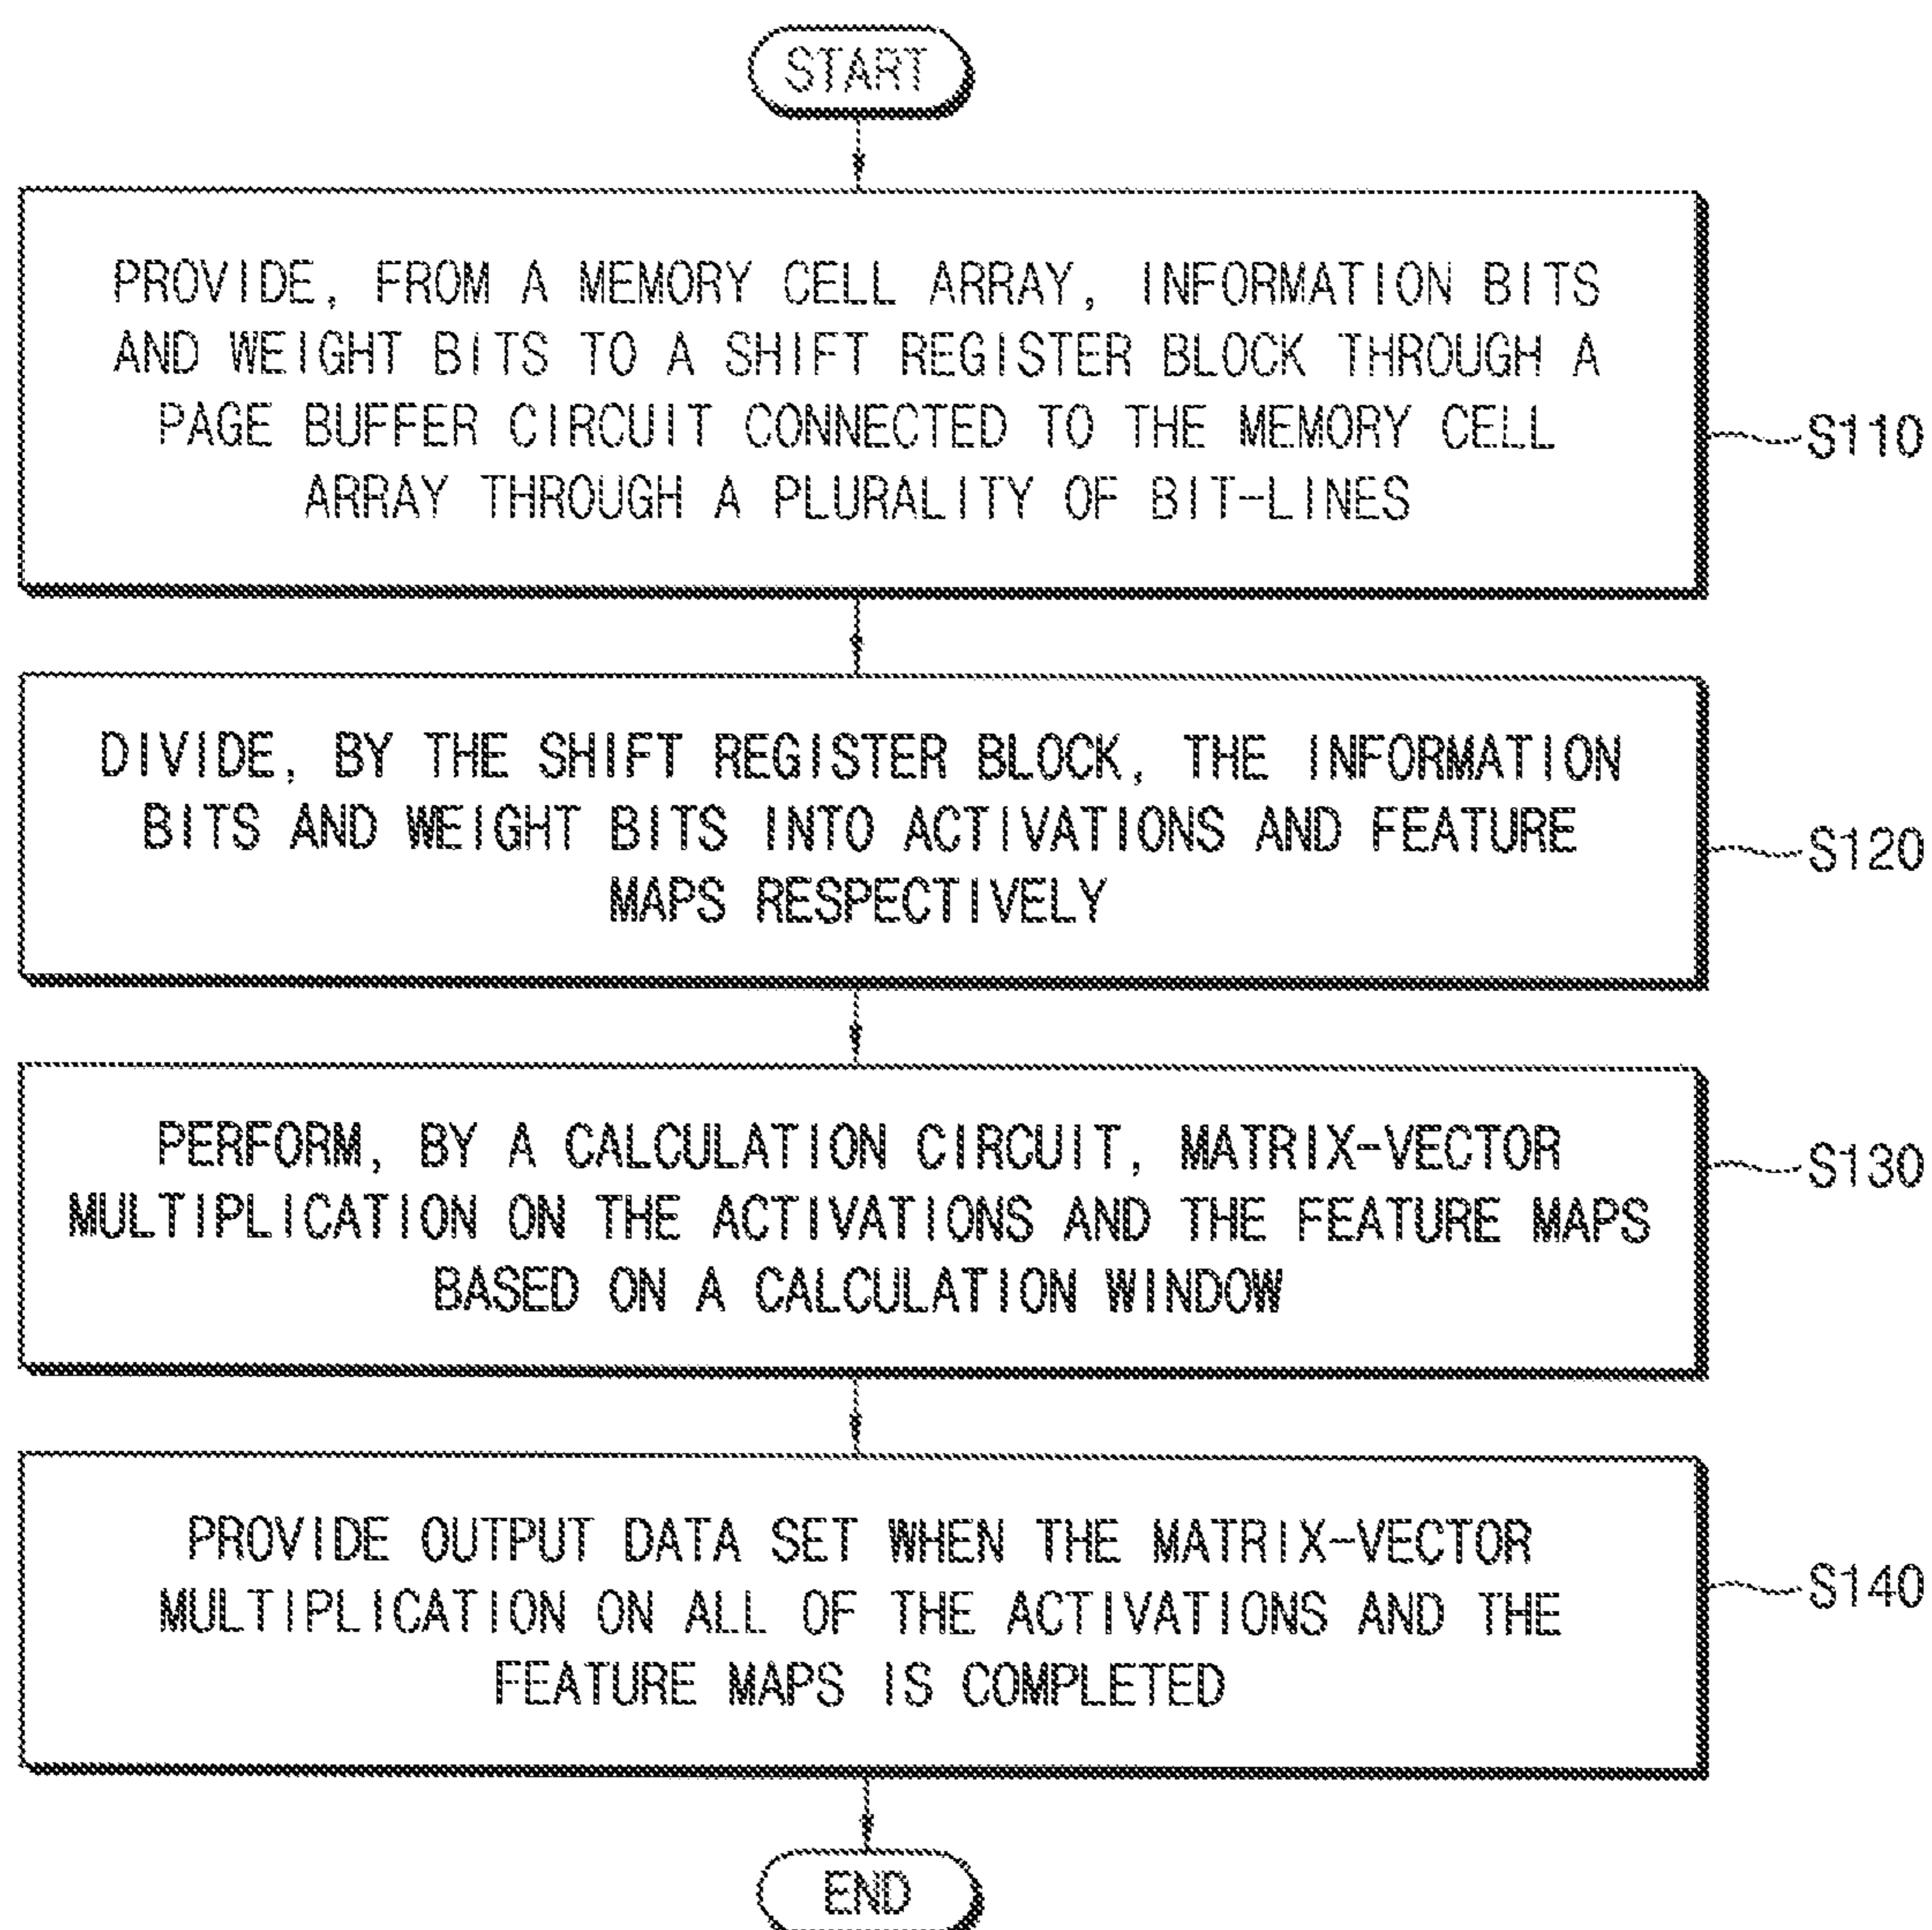 START
PROVIDE, FROM A MEMORY CELL ARRAY, INFORMATION BITS
AND WEIGHT BITS TO A SHIFT REGISTER BLOCK THROUGH A
PAGE BUFFER CIRCUIT CONNECTED TO THE MEMORY CELL
ARRAY THROUGH A PLURALITY OF BIT-LINES
S110
DIVIDE, BY THE SHIFT REGISTER BLOCK, THE INFORMATION
BITS AND WEIGHT BITS INTO ACTIVATIONS AND FEATURE
MAPS RESPECTIVELY
S120
PERFORM, BY A CALCULATION CIRCUIT, MATRIX-VECTOR
MULTIPLICATION ON THE ACTIVATIONS AND THE FEATURE MAPS
BASED ON A CALCULATION WINDOW
S130
PROVIDE OUTPUT DATA SET WHEN THE MATRIX-VECTOR
MULTIPLICATION ON ALL OF THE ACTIVATIONS AND THE
FEATURE MAPS IS COMPLETED
S140
END